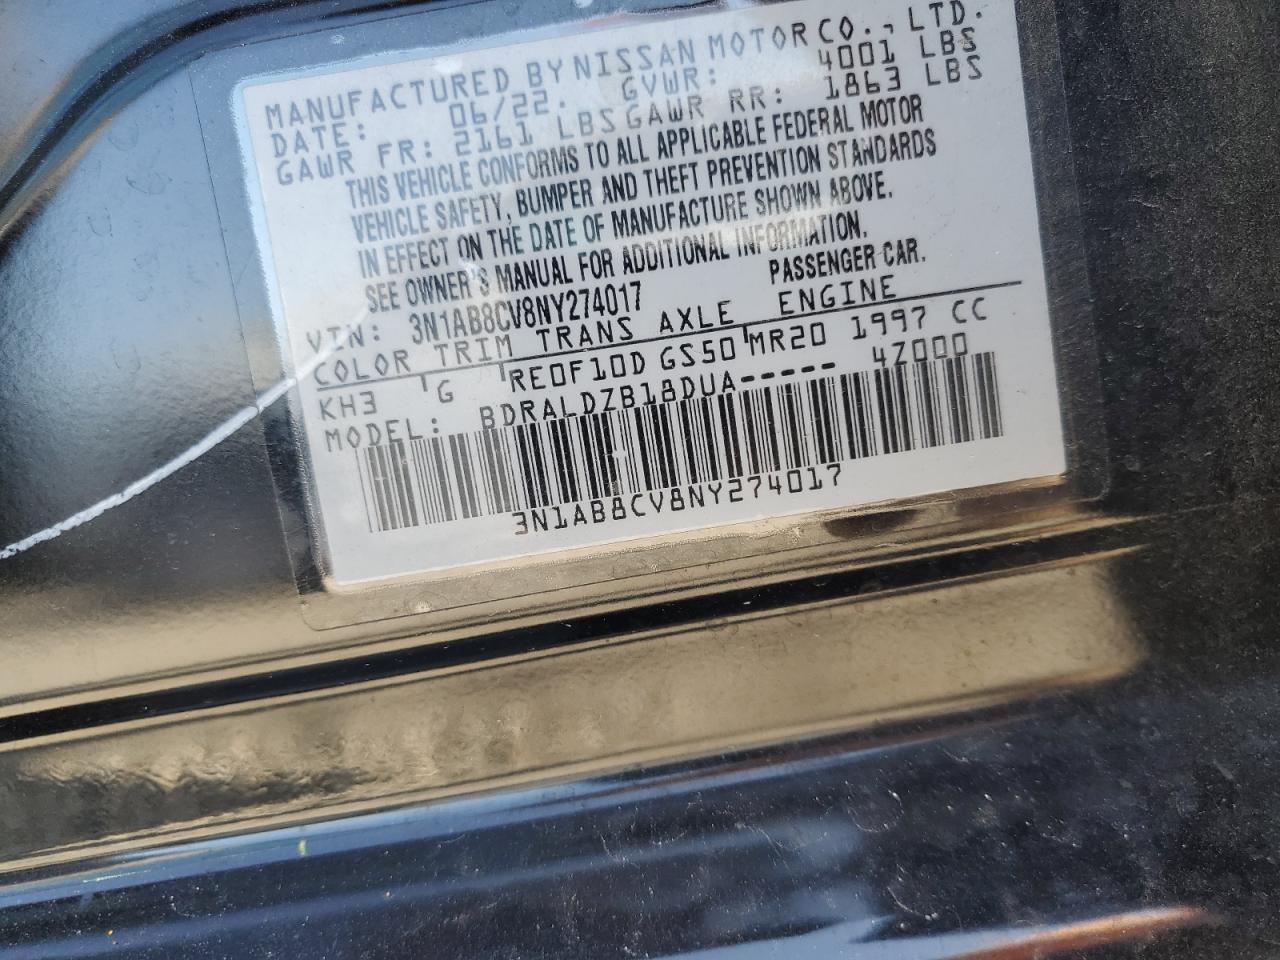 MANUFACTURED BY NISSAN MOTOR CO., LTD.
DATE: 06/22. GVWR: 4001 LBS
GAWR FR: 2161 LBS GAWR RR: 1863 LBS
THIS VEHICLE CONFORMS TO ALL APPLICABLE FEDERAL MOTOR
VEHICLE SAFETY, BUMPER AND THEFT PREVENTION STANDARDS
IN EFFECT ON THE DATE OF MANUFACTURE SHOWN ABOVE.
SEE OWNER'S MANUAL FOR ADDITIONAL INFORMATION.
VIN: 3N1AB8CV8NY274017 PASSENGER CAR.
COLOR TRIM TRANS AXLE ENGINE
KH3 G RE0F10D GS50 MR20 1997 CC
MODEL: BDRALDZB18DUA----- 4Z000
3N1AB8CV8NY274017